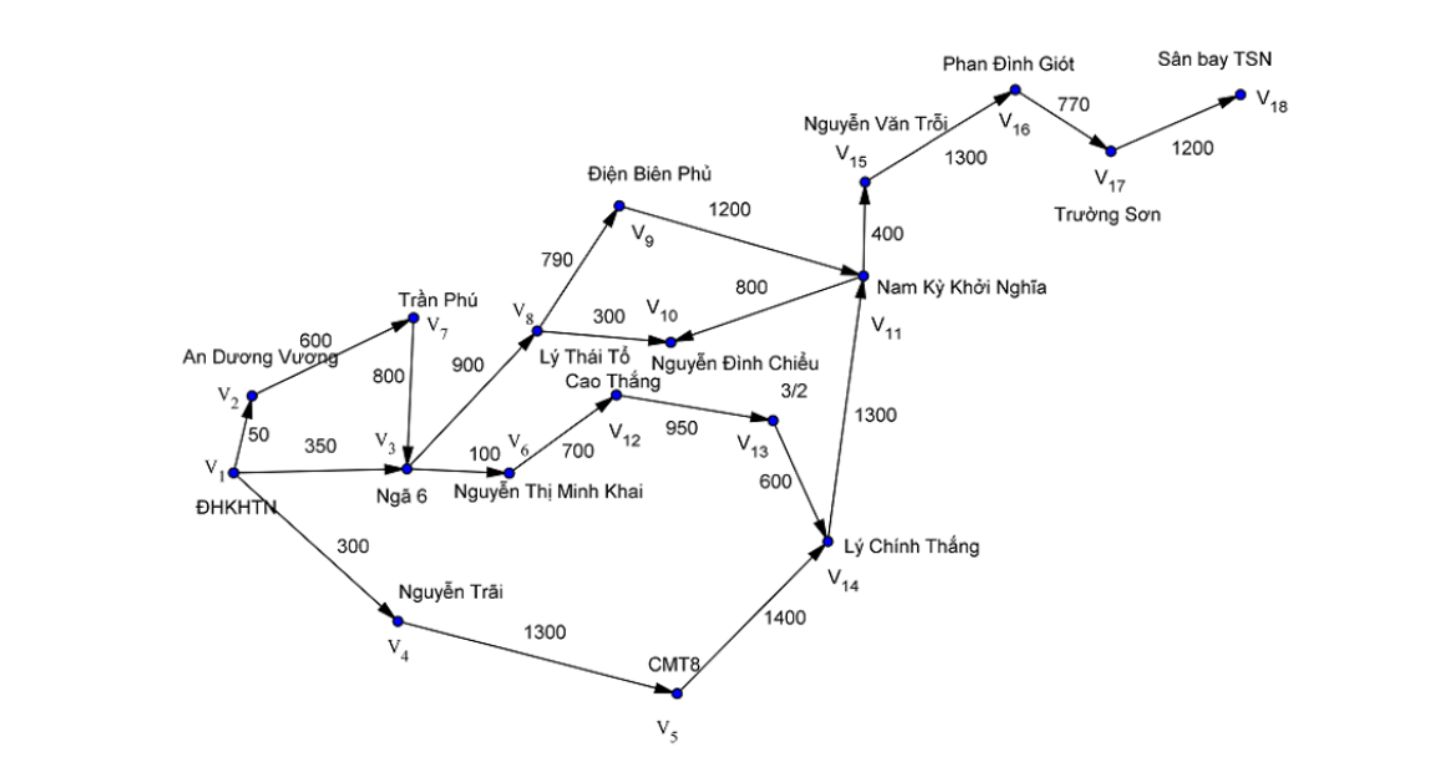 Sân bay TSN
Phan Đình Giót
770
V18
V16
Nguyễn Văn Trỗi
1200
V15
1300
V17
Điện Biên Phủ
Trường Sơn
1200
V9
400
790
800
Nam Kỳ Khởi Nghĩa
Trần Phú
V8
V10
300
V7
V11
600
An Dương Vương
Lý Thái Tổ
Nguyễn Đình Chiểu
900
800
Cao Thắng
3/2
V2
1300
50
V12
950
350
V3
V6
V13
100
700
V1
600
Ngã 6
Nguyễn Thị Minh Khai
ĐHKHTN
300
Lý Chính Thắng
V14
Nguyễn Trãi
1400
1300
V4
CMT8
V5